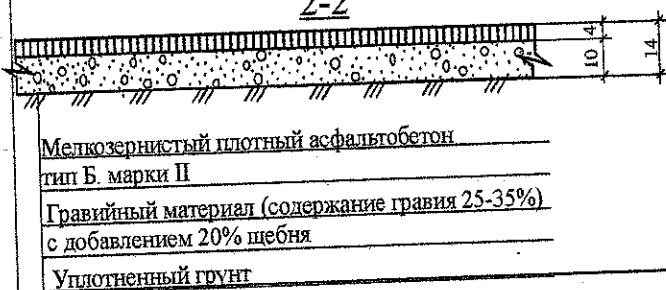 2-2
4
10
14
Мелкозернистый плотный асфальтобетон
тип Б. марки II
Гравийный материал (содержание гравия 25-35%)
с добавлением 20% щебня
Уплотненный грунт